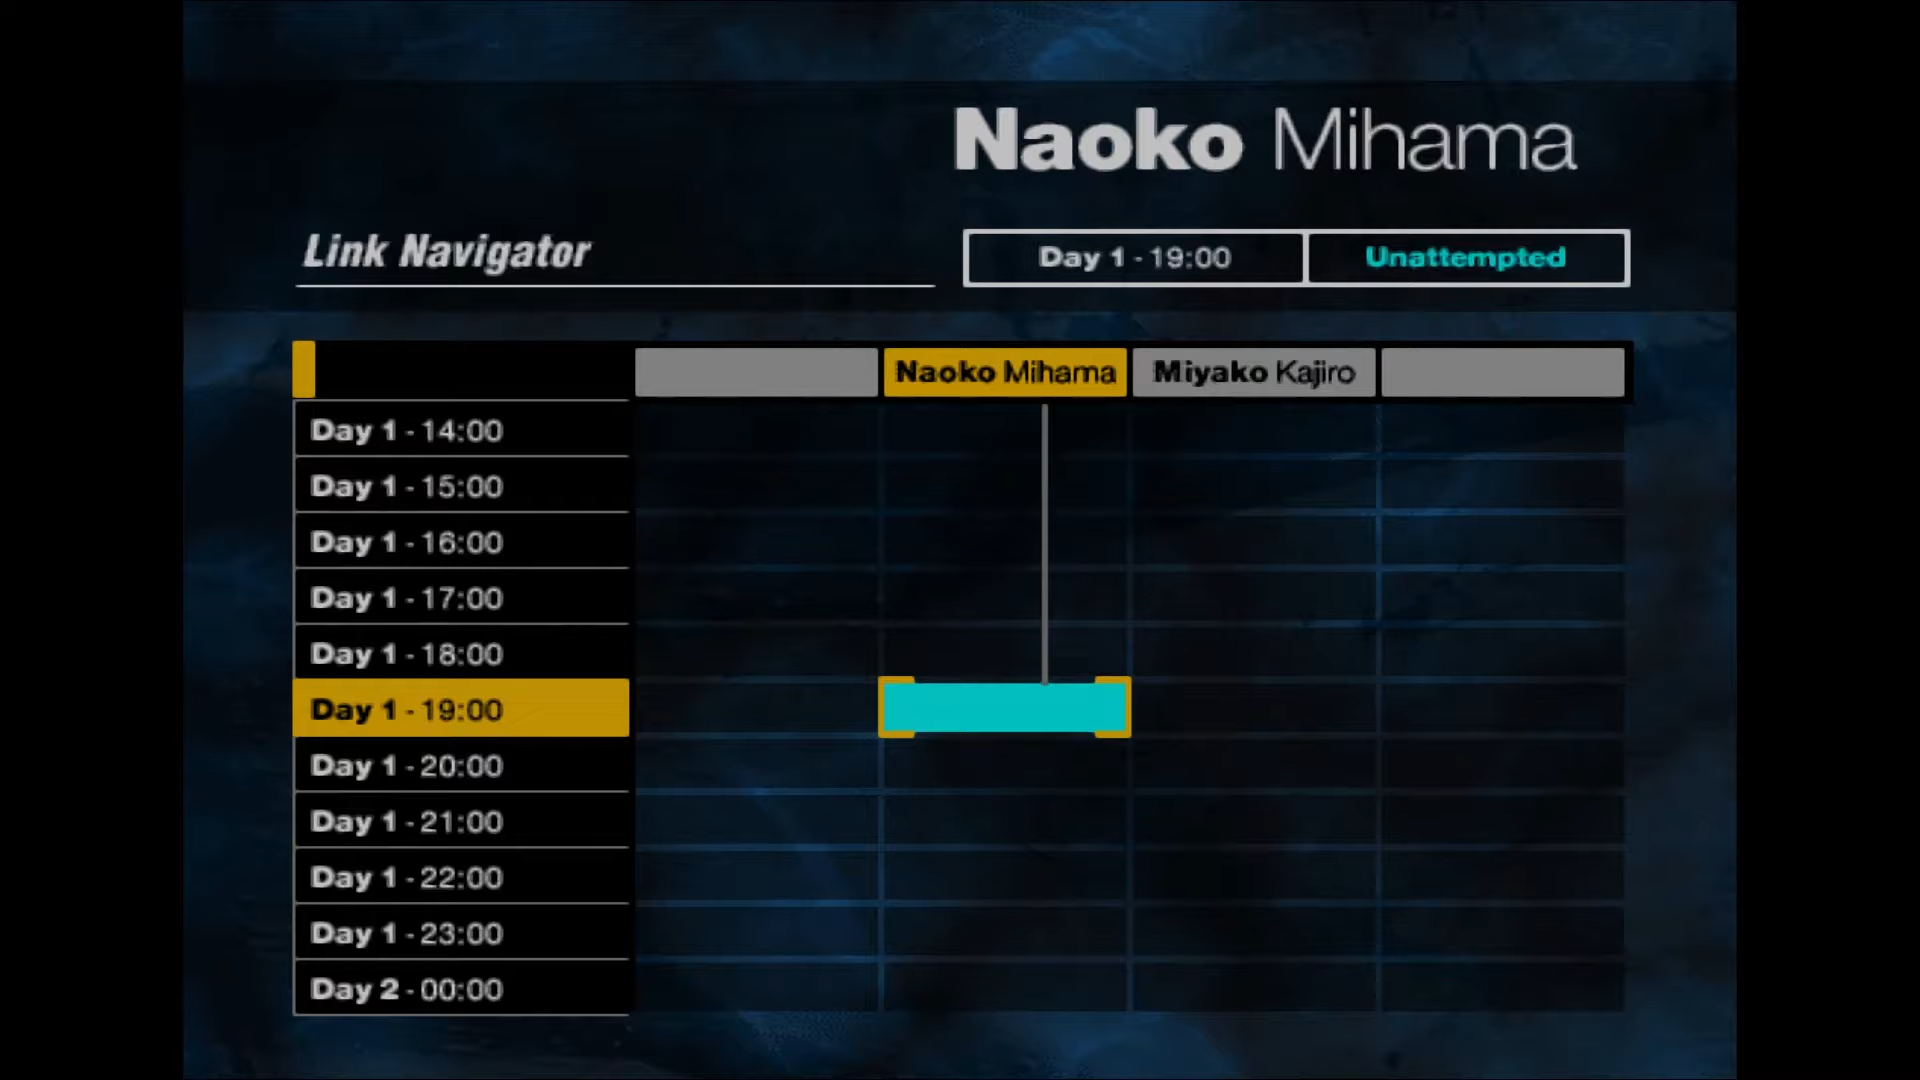 Naoko Mihama
Link Navigator
Day 1 - 19:00 Unattempted
Naoko Mihama Miyako Kajiro
Day 1 - 14:00
Day 1 - 15:00
Day 1 - 16:00
Day 1 - 17:00
Day 1 - 18:00
Day 1 - 19:00
Day 1 - 20:00
Day 1 - 21:00
Day 1 - 22:00
Day 1 - 23:00
Day 2 - 00:00